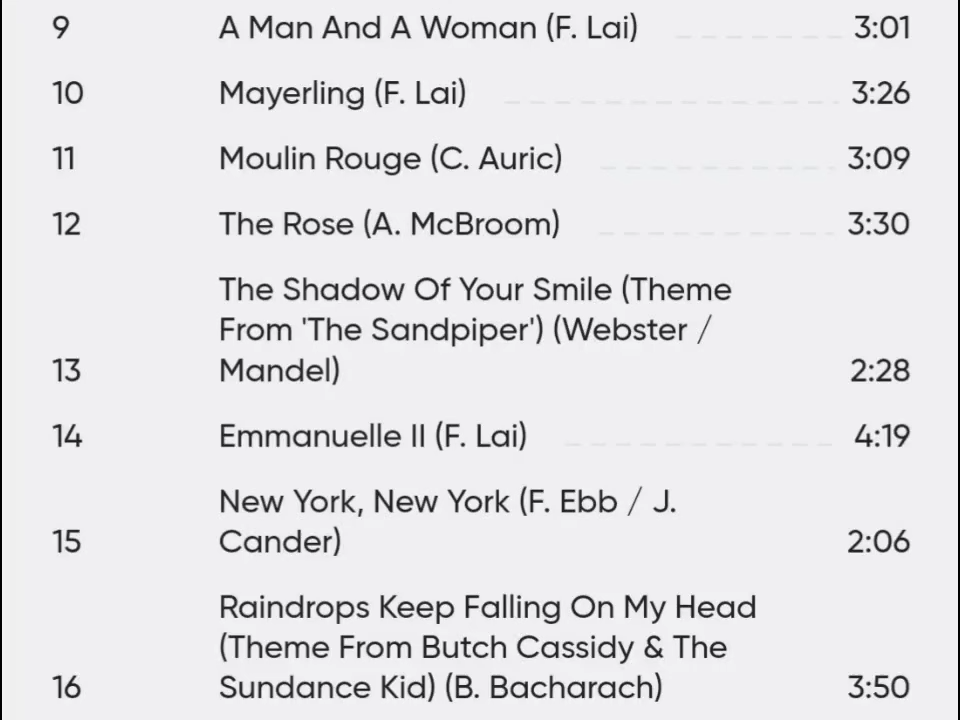 9 A Man And A Woman (F. Lai) 3:01
10 Mayerling (F. Lai) 3:26
11 Moulin Rouge (C. Auric) 3:09
12 The Rose (A. McBroom) 3:30
The Shadow Of Your Smile (Theme
From 'The Sandpiper') (Webster /
13 Mandel) 2:28
14 Emmanuelle II (F. Lai) 4:19
New York, New York (F. Ebb / J.
15 Cander) 2:06
Raindrops Keep Falling On My Head
(Theme From Butch Cassidy & The
16 Sundance Kid) (B. Bacharach) 3:50